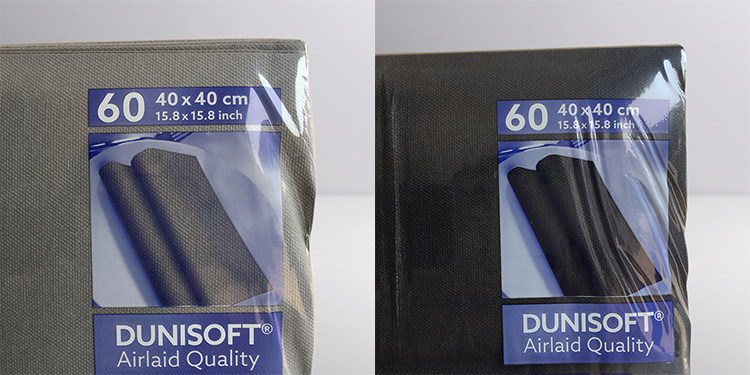 60 40 x 40 cm
15.8 x 15.8 inch
DUNISOFT®
Airlaid Quality
60 40 x 40 cm
15.8 x 15.8 inch
DUNISOFT®
Airlaid Quality